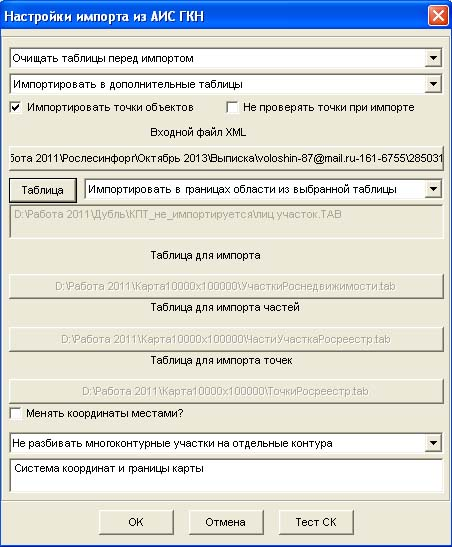 Настройки импорта из АИС ГКН
Очищать таблицы перед импортом
Импортировать в дополнительные таблицы
Импортировать точки объектов Не проверять точки при импорте
Входной файл XML
бота 2011\Рослесинфорг\Октябрь 2013\Выписка\voloshin-87@mail.ru-161-6755\285031
Таблица Импортировать в границах области из выбранной таблицы
D:\Работа 2011\Дубль\КПТ_не_импортируется\лиц участок.TAB
Таблица для импорта
D:\Работа 2011\Карта10000x100000\УчасткиРоснедвижимости.tab
Таблица для импорта частей
D:\Работа 2011\Карта10000x100000\ЧастиУчасткаРосреестр.tab
Таблица для импорта точек
D:\Работа 2011\Карта10000x100000\ТочкиРосреестр.tab
Менять координаты местами?
Не разбивать многоконтурные участки на отдельные контура
Система координат и границы карты
OK Отмена Тест СК